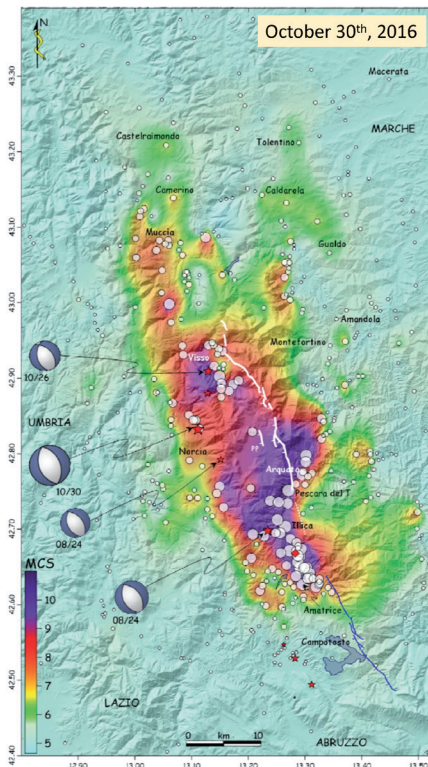 October 30th, 2016
N
Macerata
43.30
MARCHE
43.20
Castelraimondo
Tolentino
Camerino
Caldarola
43.10
Muccia
Gualdo
43.00
Amandola
Montefortino
Visso
42.90
10/26
UMBRIA
42.80
Norcia
PP
Arquata
10/30
Pescara del T.
42.70
Illica
08/24
MCS
42.60
08/24
Amatrice
10
9
Campotosto
8
42.50
7
LAZIO
6
0 km 10
5
ABRUZZO
42.40
12.90 13.00 13.10 13.20 13.30 13.40 13.50